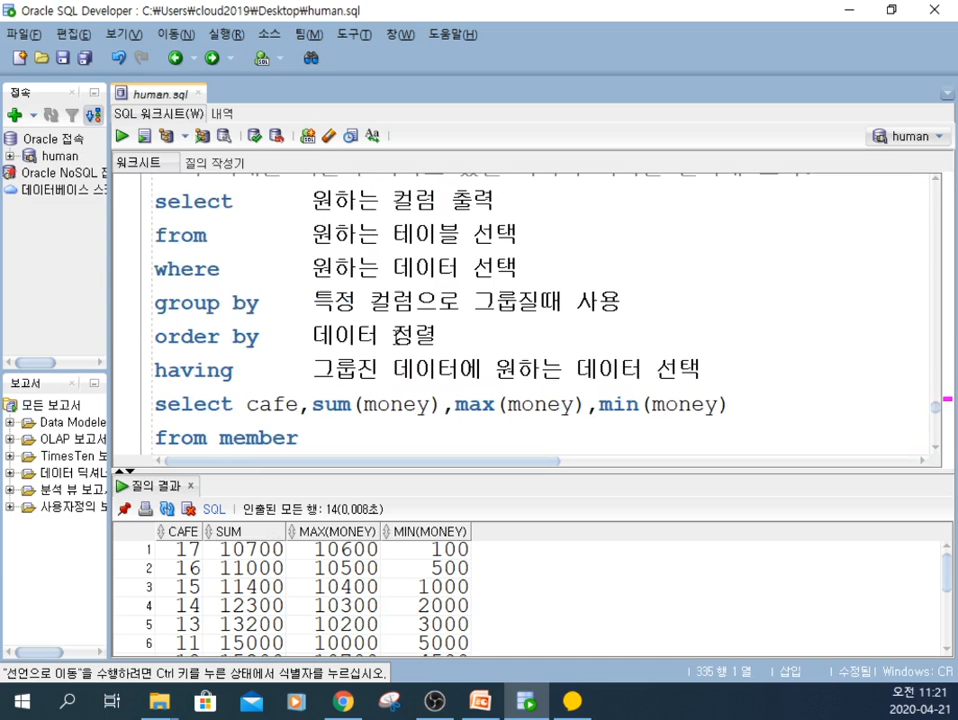 Oracle SQL Developer : C:₩Users₩cloud2019₩Desktop₩human.sql
파일(F) 편집(E) 보기(V) 이동(N) 실행(R) 소스 팀(M) 도구(T) 창(W) 도움말(H)
접속
human.sql
SQL 워크시트(W) 내역
Oracle 접속
human
Oracle NoSQL 접
데이터베이스 스
human
워크시트 질의 작성기
select 원하는 컬럼 출력
from 원하는 테이블 선택
where 원하는 데이터 선택
group by 특정 컬럼으로 그룹질때 사용
order by 데이터 정렬
having 그룹진 데이터에 원하는 데이터 선택
select cafe,sum(money),max(money),min(money)
from member
보고서
모든 보고서
Data Modele
OLAP 보고서
TimesTen 보
데이터 딕셔너
분석 뷰 보고
사용자정의 보
질의 결과
SQL | 인출된 모든 행: 14(0,008초)
CAFE SUM MAX(MONEY) MIN(MONEY)
1 17 10700 10600 100
2 16 11000 10500 500
3 15 11400 10400 1000
4 14 12300 10300 2000
5 13 13200 10200 3000
6 11 15000 10000 5000
"선언으로 이동"을 수행하려면 Ctrl 키를 누른 상태에서 식별자를 누르십시오.
335 행 1 열 | 삽입 | 수정됨 | Windows: CR
오전 11:21
2020-04-21